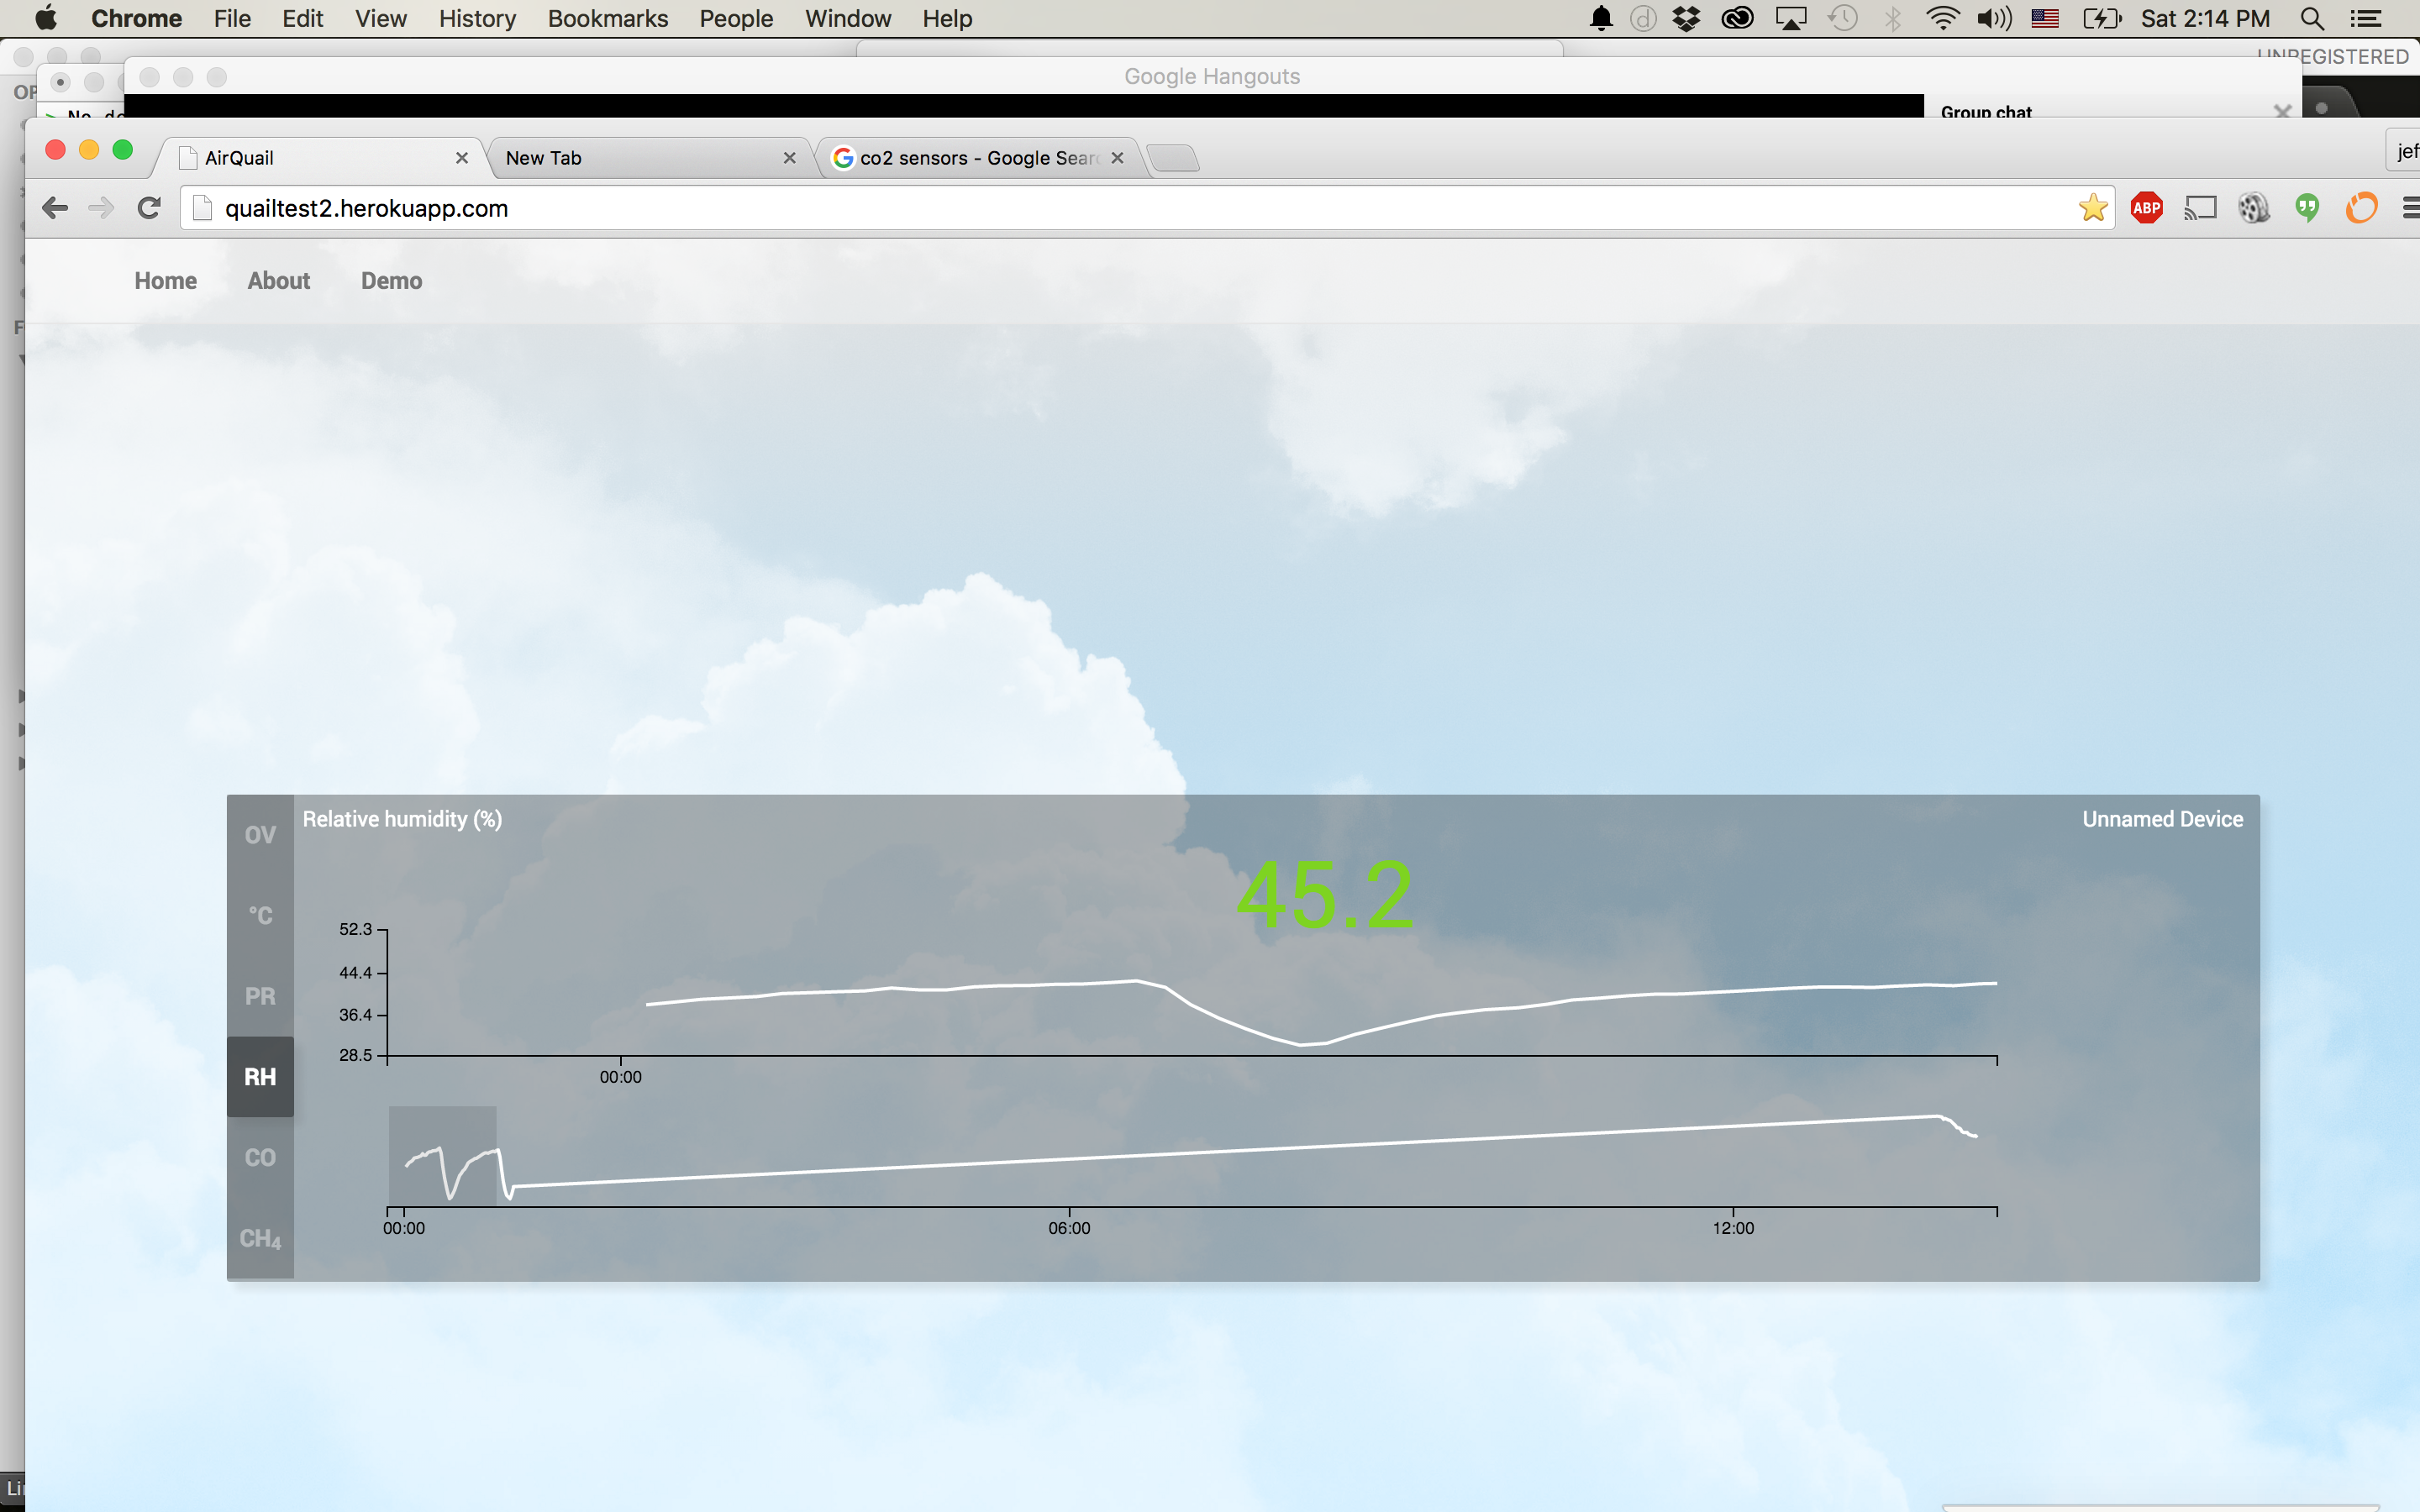 Chrome File Edit View History Bookmarks People Window Help Sat 2:14 PM
UNREGISTERED
Google Hangouts
Group chat
AirQuail
New Tab
co2 sensors - Google Sear
jeff
quailtest2.herokuapp.com
ABP
Home About Demo
Relative humidity (%)
Unnamed Device
OV
°C
PR
RH
CO
CH₄
45.2
52.3
44.4
36.4
28.5
00:00
00:00 06:00 12:00